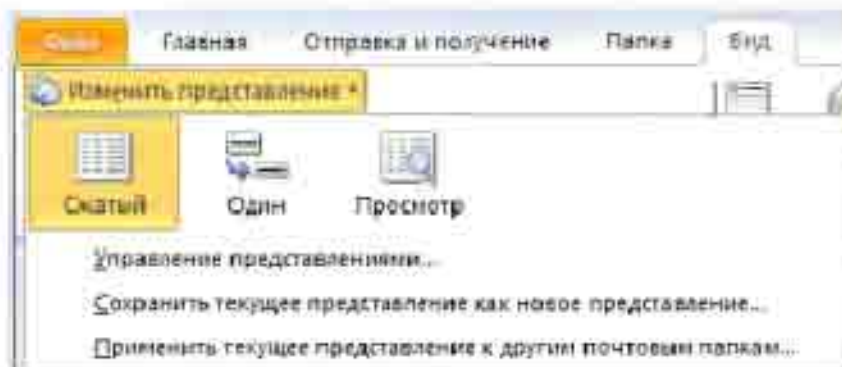 Файл Главная Отправка и получение Папка Вид
Изменить представление
Сжатый Один Просмотр
Управление представлениями...
Сохранить текущее представление как новое представление...
Применить текущее представление к другим почтовым папкам...